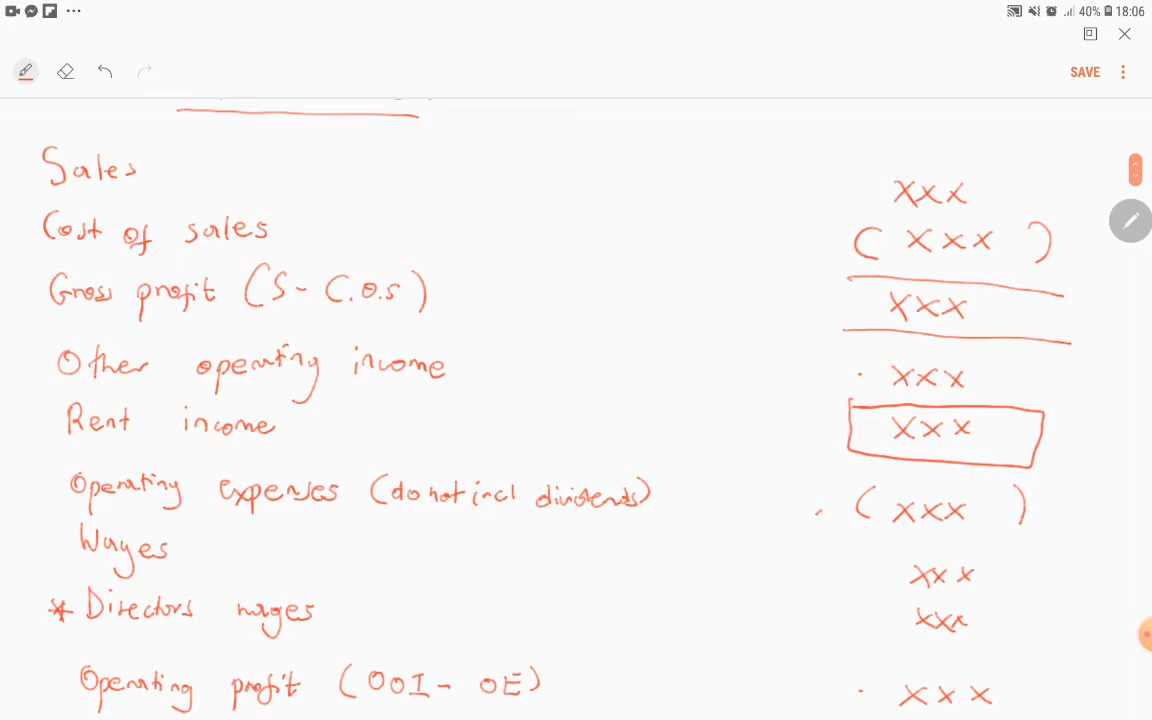 40% 18:06
SAVE
Sales xxx
Cost of sales (xxx)
Gross profit (S - C.O.S) xxx
Other operating income xxx
Rent income xxx
Operating expenses (do not incl dividends) (xxx)
Wages xxx
* Directors wages xxx
Operating profit (OOI - OE) xxx